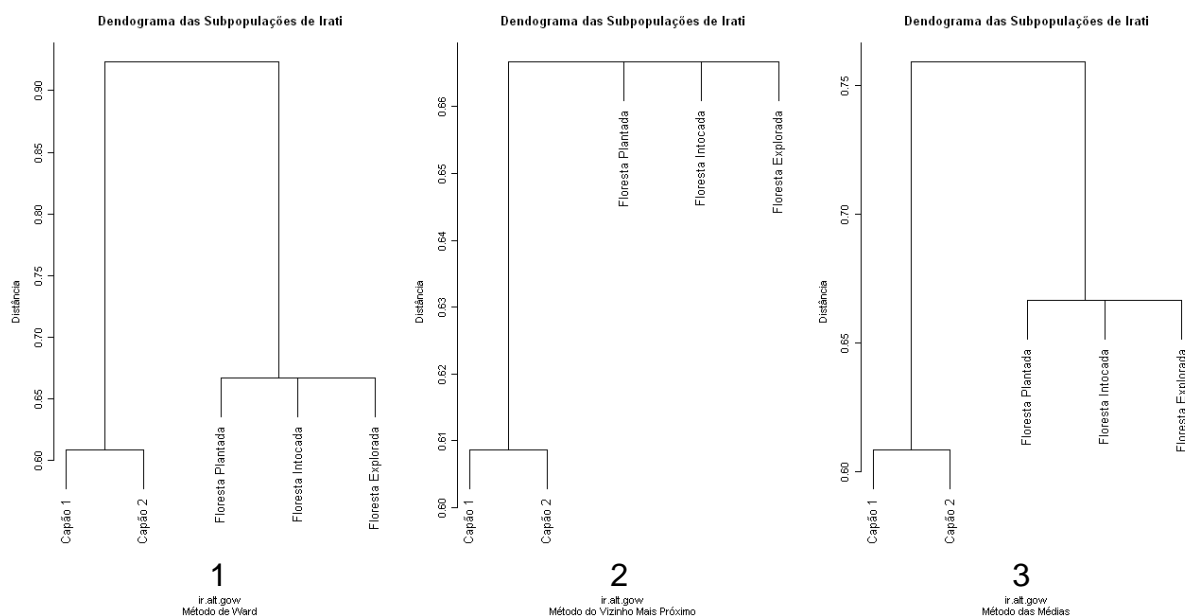 Dendograma das Subpopulações de Irati
Distância
0.90
0.85
0.80
0.75
0.70
0.65
0.60
Capão 1
Capão 2
Floresta Plantada
Floresta Intocada
Floresta Explorada
1
ir.alt.gow
Método de Ward
Dendograma das Subpopulações de Irati
Distância
0.66
0.65
0.64
0.63
0.62
0.61
0.60
Capão 1
Capão 2
Floresta Plantada
Floresta Intocada
Floresta Explorada
2
ir.alt.gow
Método do Vizinho Mais Próximo
Dendograma das Subpopulações de Irati
Distância
0.75
0.70
0.65
0.60
Capão 1
Capão 2
Floresta Plantada
Floresta Intocada
Floresta Explorada
3
ir.alt.gow
Método das Médias